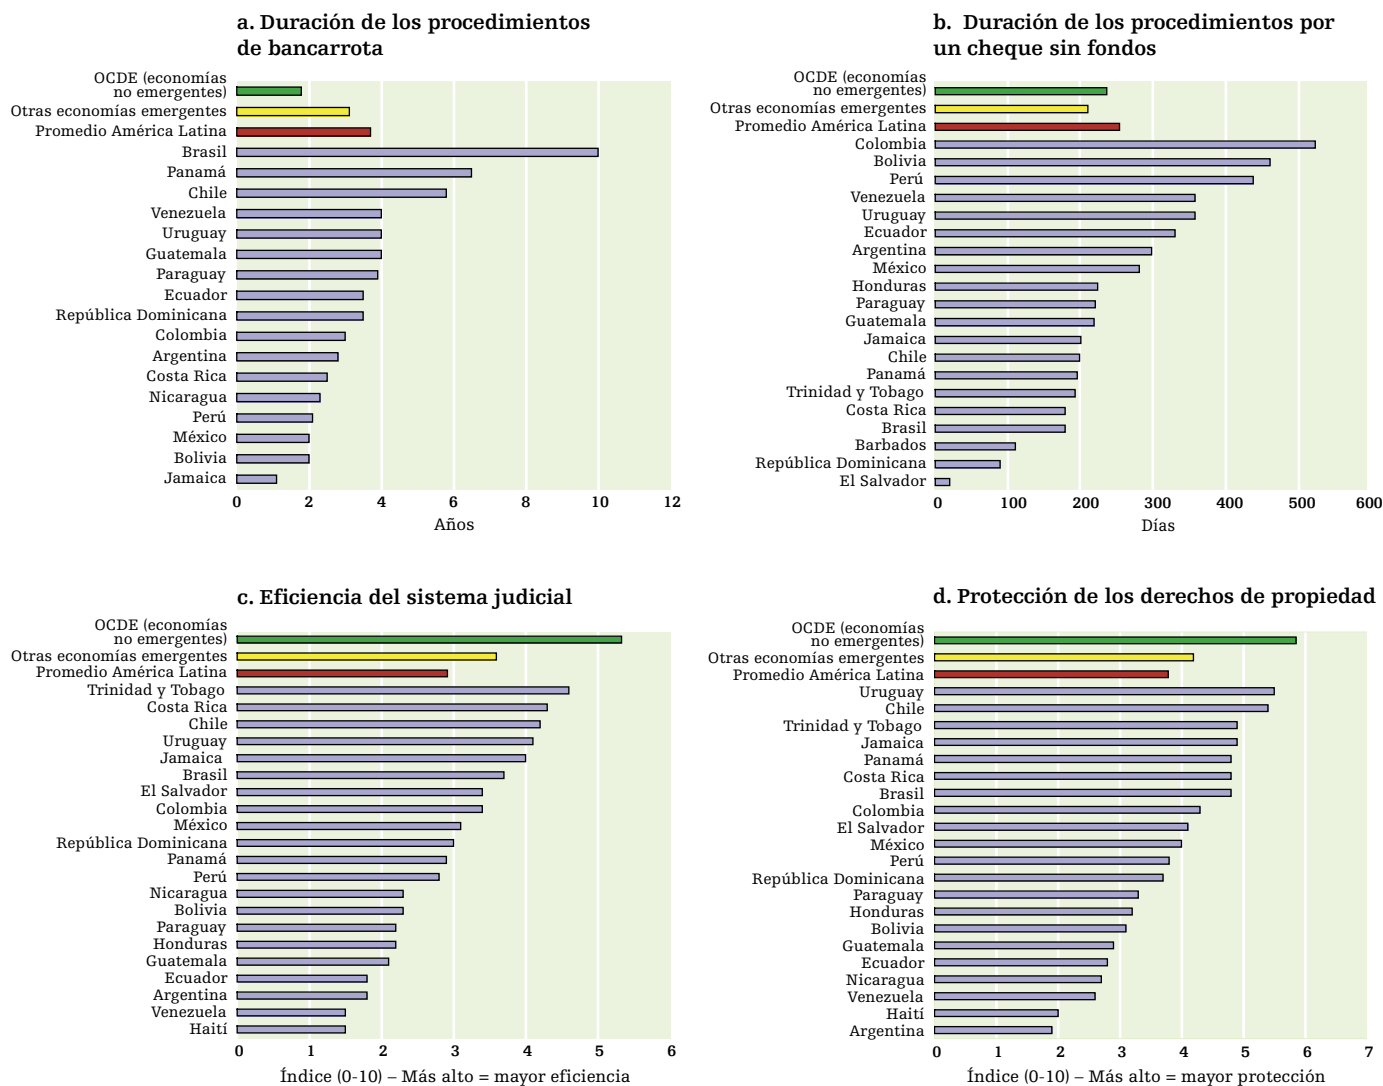 a. Duración de los procedimientos
de bancarrota
OCDE (economías
no emergentes)
Otras economías emergentes
Promedio América Latina
Brasil
Panamá
Chile
Venezuela
Uruguay
Guatemala
Paraguay
Ecuador
República Dominicana
Colombia
Argentina
Costa Rica
Nicaragua
Perú
México
Bolivia
Jamaica
0 2 4 6 8 10 12
Años
b. Duración de los procedimientos por
un cheque sin fondos
OCDE (economías
no emergentes)
Otras economías emergentes
Promedio América Latina
Colombia
Bolivia
Perú
Venezuela
Uruguay
Ecuador
Argentina
México
Honduras
Paraguay
Guatemala
Jamaica
Chile
Panamá
Trinidad y Tobago
Costa Rica
Brasil
Barbados
República Dominicana
El Salvador
0 100 200 300 400 500 600
Días
c. Eficiencia del sistema judicial
OCDE (economías
no emergentes)
Otras economías emergentes
Promedio América Latina
Trinidad y Tobago
Costa Rica
Chile
Uruguay
Jamaica
Brasil
El Salvador
Colombia
México
República Dominicana
Panamá
Perú
Nicaragua
Bolivia
Paraguay
Honduras
Guatemala
Ecuador
Argentina
Venezuela
Haití
0 1 2 3 4 5 6
Índice (0-10) – Más alto = mayor eficiencia
d. Protección de los derechos de propiedad
OCDE (economías
no emergentes)
Otras economías emergentes
Promedio América Latina
Uruguay
Chile
Trinidad y Tobago
Jamaica
Panamá
Costa Rica
Brasil
Colombia
El Salvador
México
Perú
República Dominicana
Paraguay
Honduras
Bolivia
Guatemala
Ecuador
Nicaragua
Venezuela
Haití
Argentina
0 1 2 3 4 5 6 7
Índice (0-10) – Más alto = mayor protección